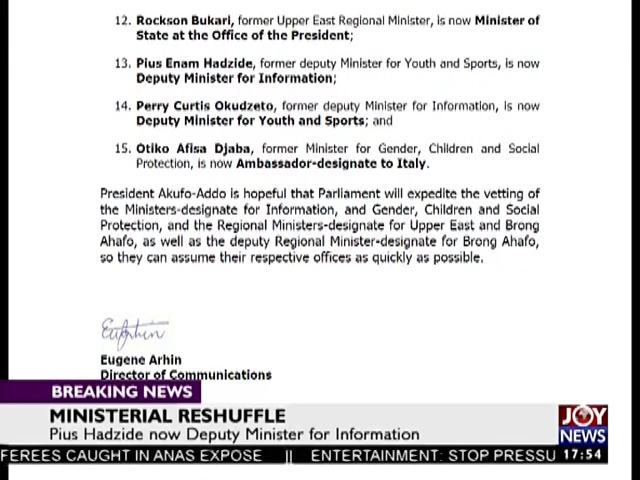 12. Rockson Bukari, former Upper East Regional Minister, is now Minister of
State at the Office of the President;
13. Pius Enam Hadzide, former deputy Minister for Youth and Sports, is now
Deputy Minister for Information;
14. Perry Curtis Okudzeto, former deputy Minister for Information, is now
Deputy Minister for Youth and Sports; and
15. Otiko Afisa Djaba, former Minister for Gender, Children and Social
Protection, is now Ambassador-designate to Italy.
President Akufo-Addo is hopeful that Parliament will expedite the vetting of
the Ministers-designate for Information, and Gender, Children and Social
Protection, and the Regional Ministers-designate for Upper East and Brong
Ahafo, as well as the deputy Regional Minister-designate for Brong Ahafo,
so they can assume their respective offices as quickly as possible.
Eugene Arhin
Director of Communications
BREAKING NEWS
MINISTERIAL RESHUFFLE
Pius Hadzide now Deputy Minister for Information
JOY
NEWS
FEREES CAUGHT IN ANAS EXPOSE || ENTERTAINMENT: STOP PRESSU
17:54